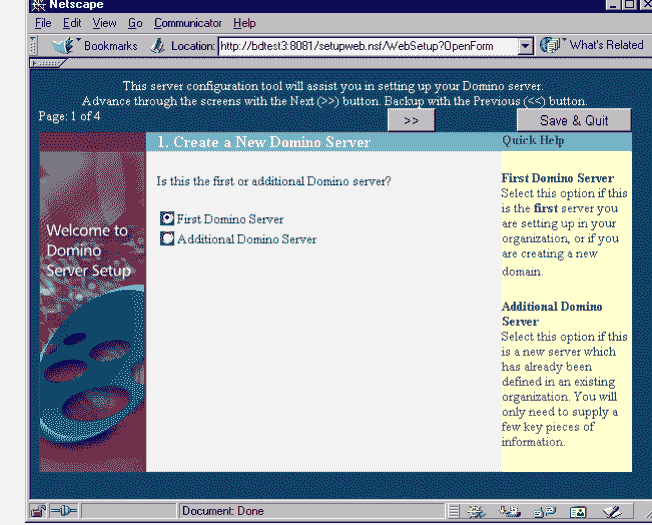 Netscape
File Edit View Go Communicator Help
Bookmarks Location: http://bdtest3:8081/setupweb.nsf/WebSetup?OpenForm What's Related
This server configuration tool will assist you in setting up your Domino server.
Advance through the screens with the Next (>>) button. Backup with the Previous (<<) button.
Page: 1 of 4
>> Save & Quit
1. Create a New Domino Server
Is this the first or additional Domino server?
First Domino Server
Additional Domino Server
Welcome to
Domino
Server Setup
Quick Help
First Domino Server
Select this option if this
is the first server you
are setting up in your
organization, or if you
are creating a new
domain.
Additional Domino
Server
Select this option if this
is a new server which
has already been
defined in an existing
organization. You will
only need to supply a
few key pieces of
information.
Document: Done